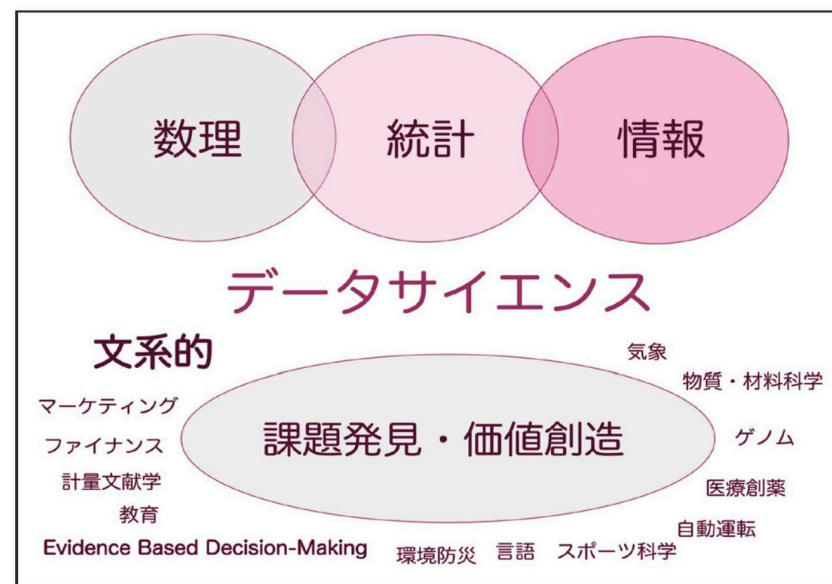 数理
統計
情報
データサイエンス
文系的
マーケティング
ファイナンス
計量文献学
教育
Evidence Based Decision-Making
課題発見・価値創造
気象
物質・材料科学
ゲノム
医療創薬
自動運転
スポーツ科学
言語
環境防災